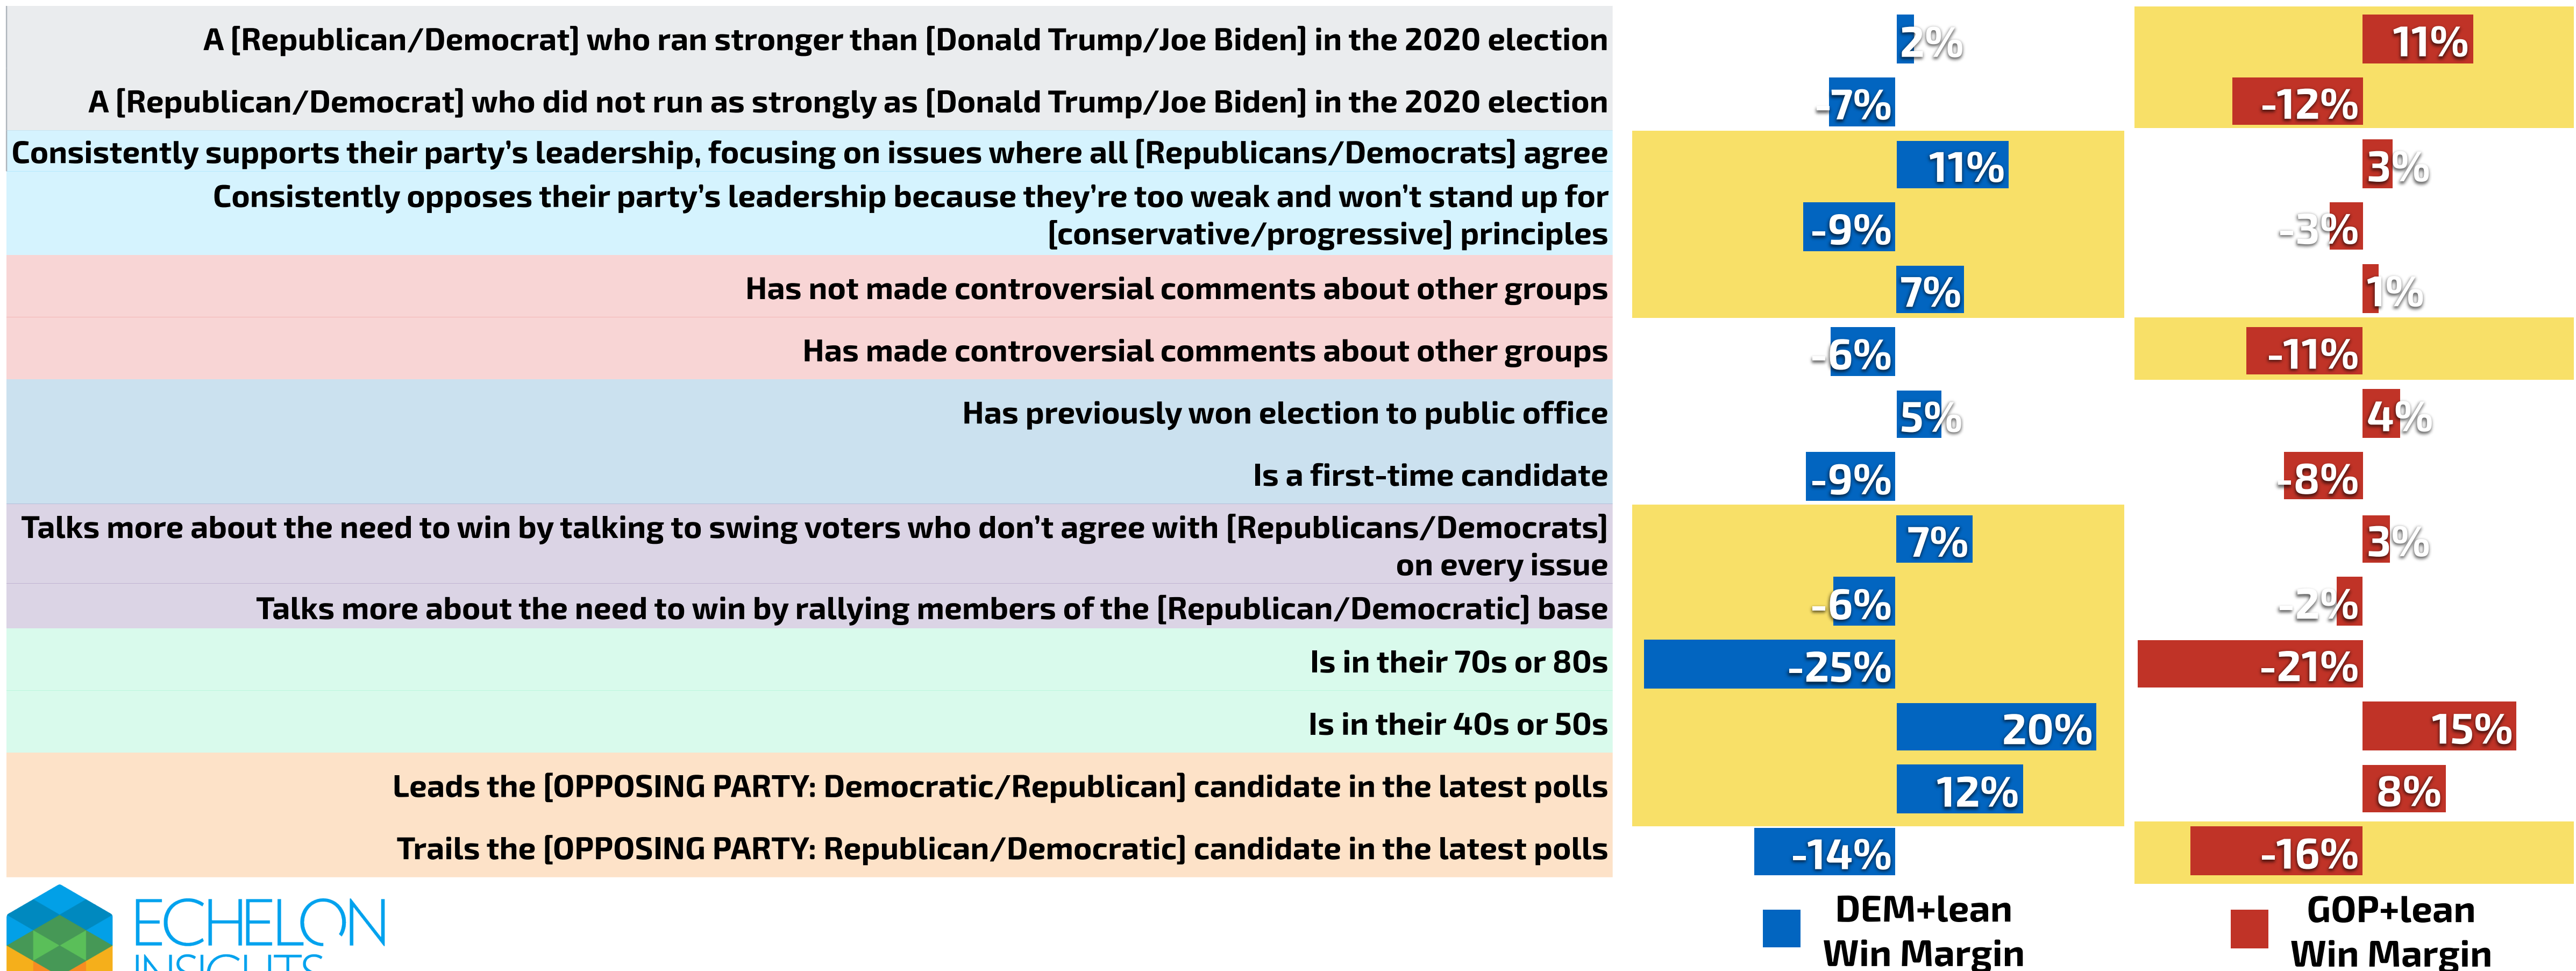 A [Republican/Democrat] who ran stronger than [Donald Trump/Joe Biden] in the 2020 election 2% 11%
A [Republican/Democrat] who did not run as strongly as [Donald Trump/Joe Biden] in the 2020 election -7% -12%
Consistently supports their party’s leadership, focusing on issues where all [Republicans/Democrats] agree 11% 3%
Consistently opposes their party’s leadership because they’re too weak and won’t stand up for
[conservative/progressive] principles -9% -3%
Has not made controversial comments about other groups 7% 1%
Has made controversial comments about other groups -6% -11%
Has previously won election to public office 5% 4%
Is a first-time candidate -9% -8%
Talks more about the need to win by talking to swing voters who don’t agree with [Republicans/Democrats] 7% 3%
on every issue
Talks more about the need to win by rallying members of the [Republican/Democratic] base -6% -2%
Is in their 70s or 80s -25% -21%
Is in their 40s or 50s 20% 15%
Leads the [OPPOSING PARTY: Democratic/Republican] candidate in the latest polls 12% 8%
Trails the [OPPOSING PARTY: Republican/Democratic] candidate in the latest polls -14% -16%
ECHELON
INSIGHTS
DEM+lean
Win Margin
GOP+lean
Win Margin